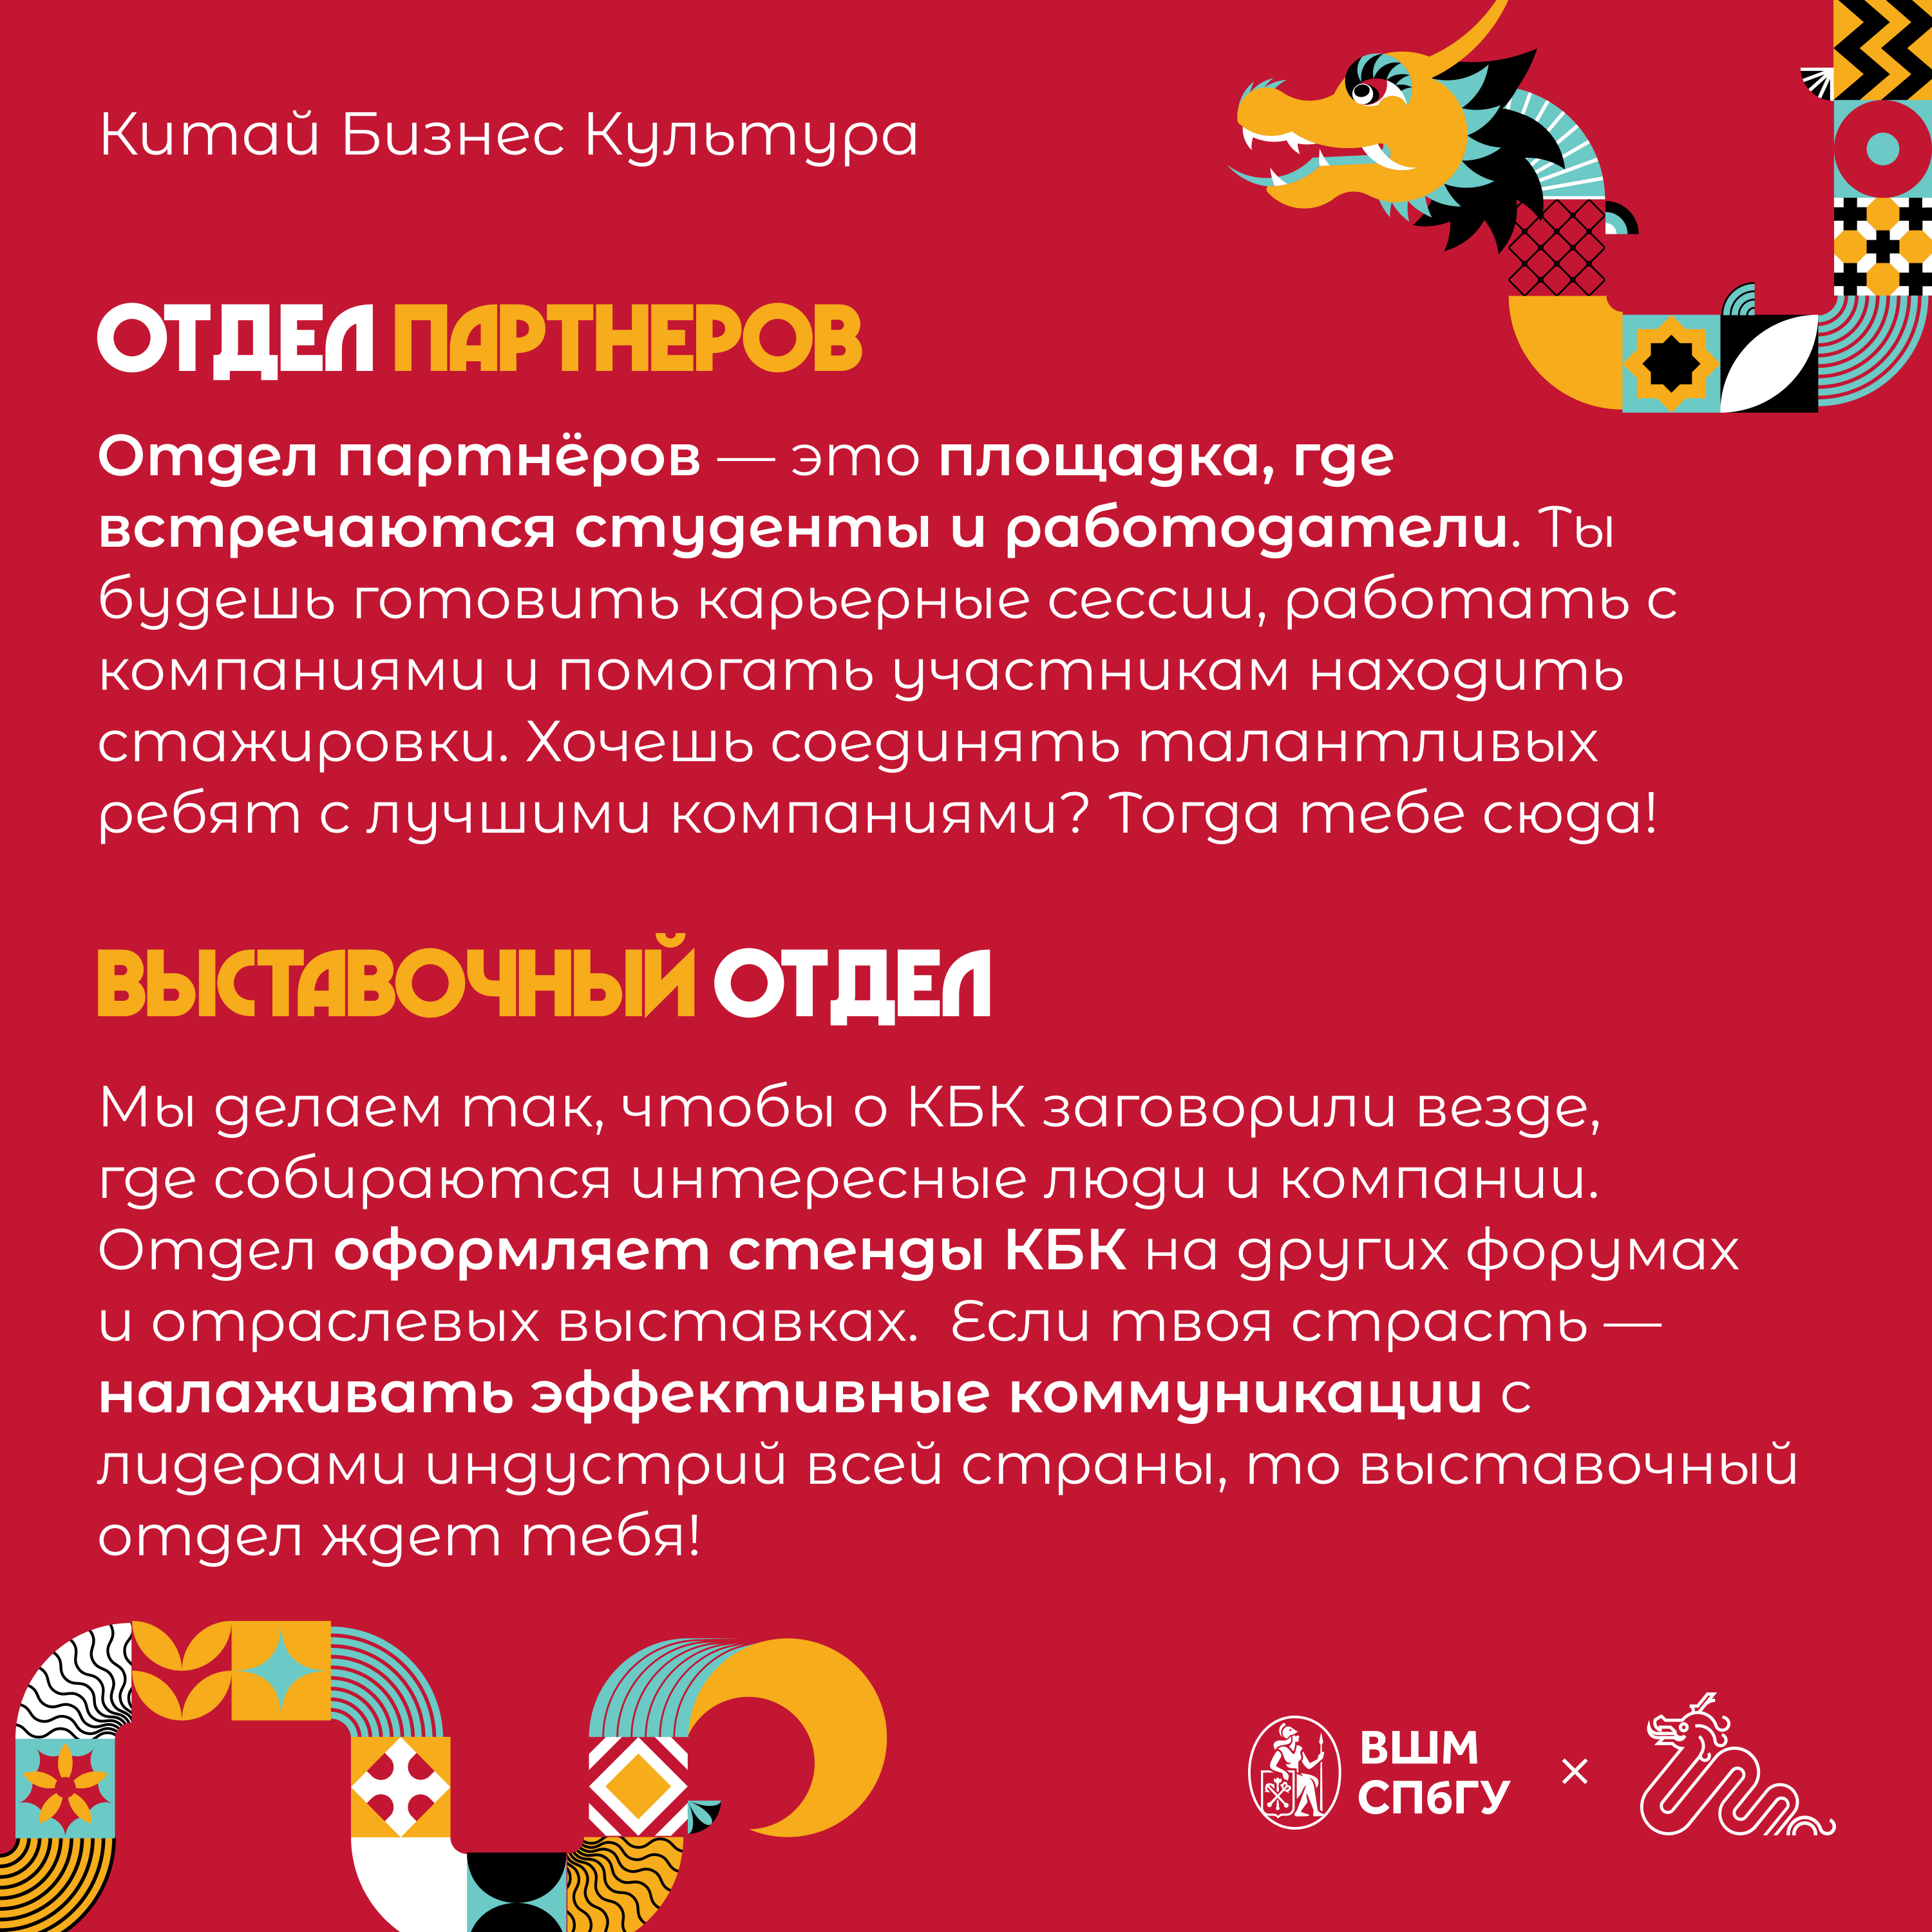 Китай Бизнес Культура
ОТДЕЛ ПАРТНЕРОВ
Отдел партнёров — это площадка, где
встречаются студенты и работодатели. Ты
будешь готовить карьерные сессии, работать с
компаниями и помогать участникам находить
стажировки. Хочешь соединять талантливых
ребят с лучшими компаниями? Тогда тебе сюда!
ВЫСТАВОЧНЫЙ ОТДЕЛ
Мы делаем так, чтобы о КБК заговорили везде,
где собираются интересные люди и компании.
Отдел оформляет стенды КБК на других форумах
и отраслевых выставках.  Если твоя страсть —
налаживать эффективные коммуникации с
лидерами индустрий всей страны, то выставочный
отдел ждет тебя!
ВШМ
СПбГУ
×